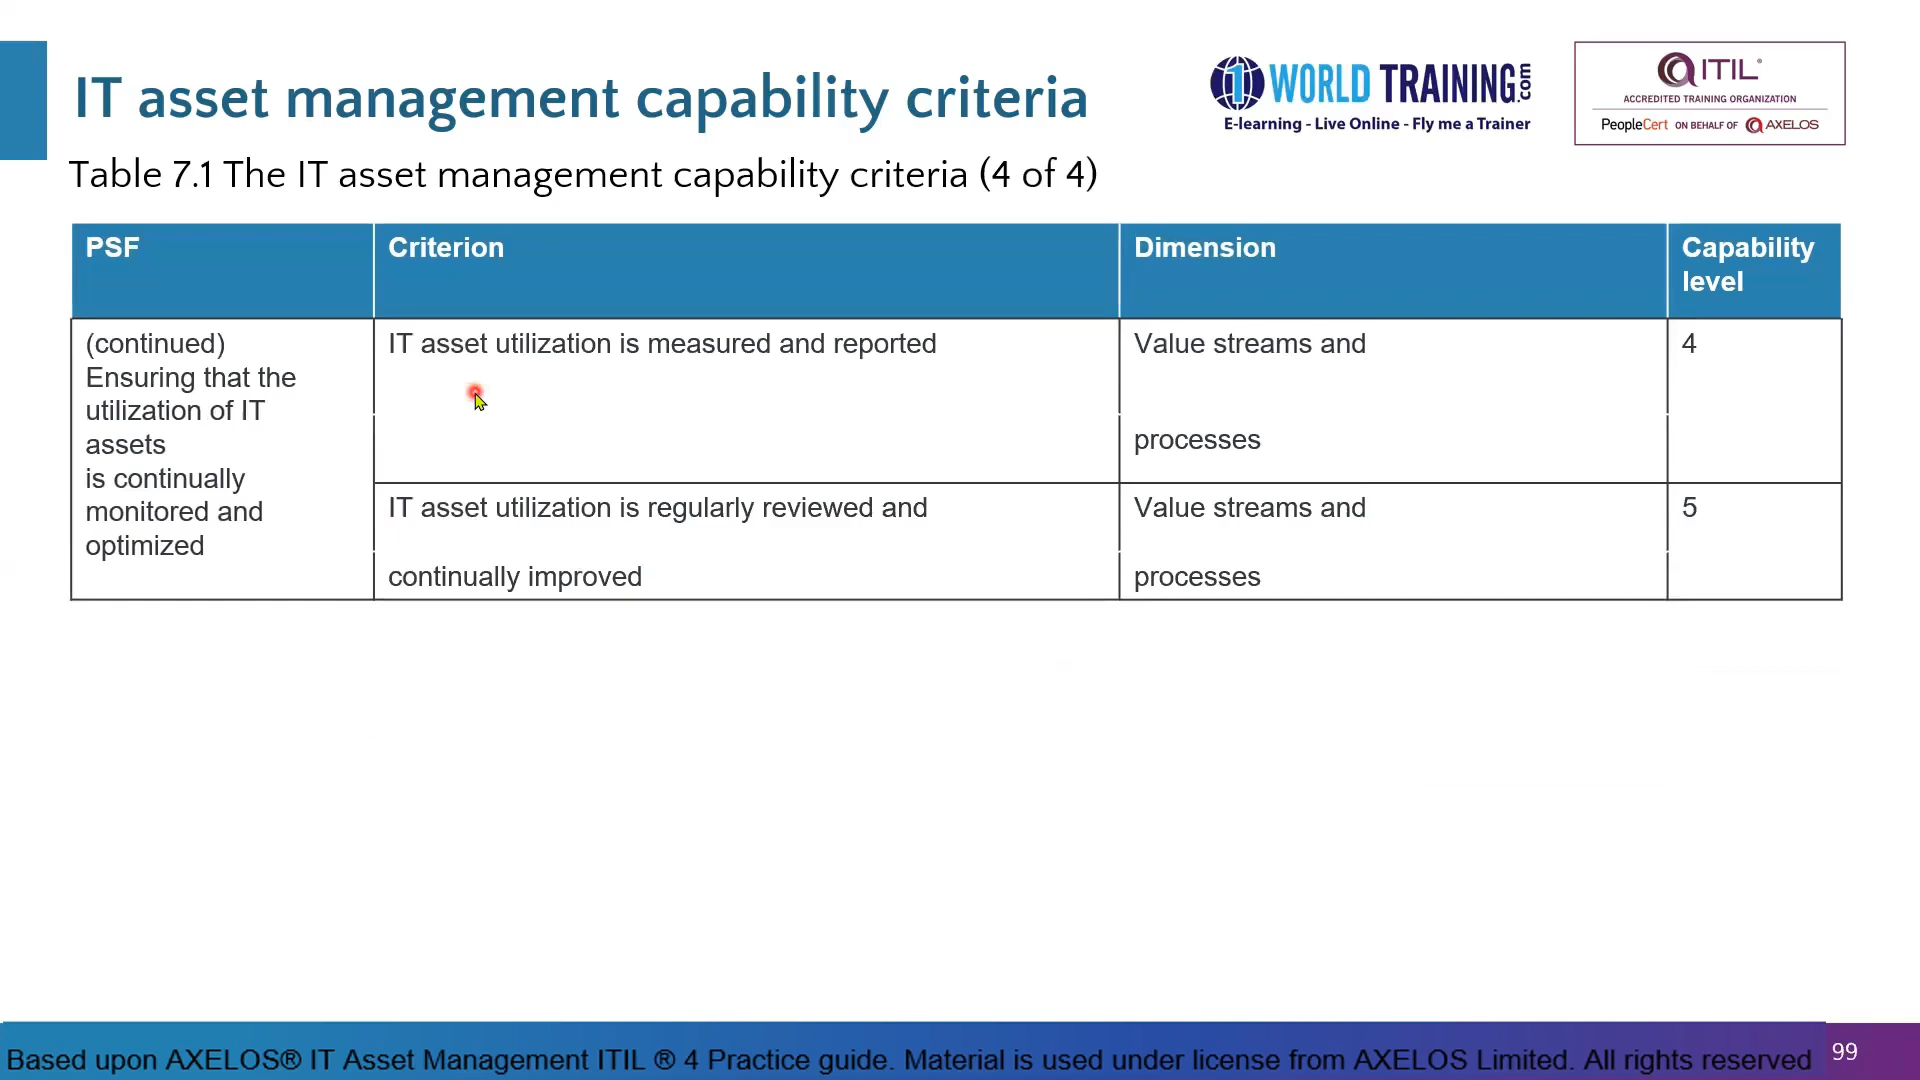 IT asset management capability criteria
1 WORLD TRAINING.com
E-learning - Live Online - Fly me a Trainer
ITIL®
ACCREDITED TRAINING ORGANIZATION
PeopleCert ON BEHALF OF AXELOS
Table 7.1 The IT asset management capability criteria (4 of 4)
PSF
Criterion
Dimension
Capability
level
(continued)
Ensuring that the
utilization of IT
assets
is continually
monitored and
optimized
IT asset utilization is measured and reported
Value streams and
processes
4
IT asset utilization is regularly reviewed and
continually improved
Value streams and
processes
5
Based upon AXELOS® IT Asset Management ITIL ® 4 Practice guide. Material is used under license from AXELOS Limited. All rights reserved
99